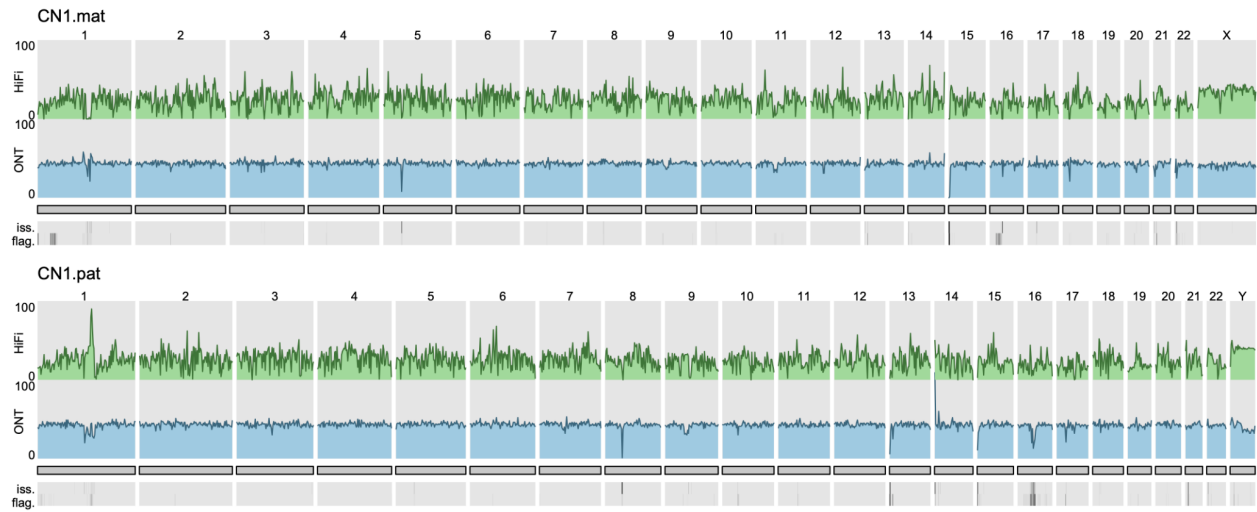 CN1.mat
1 2 3 4 5 6 7 8 9 10 11 12 13 14 15 16 17 18 19 20 21 22 X
100
HiFi
0
100
ONT
0
iss.
flag.
CN1.pat
1 2 3 4 5 6 7 8 9 10 11 12 13 14 15 16 17 18 19 20 21 22 Y
100
HiFi
0
100
ONT
0
iss.
flag.